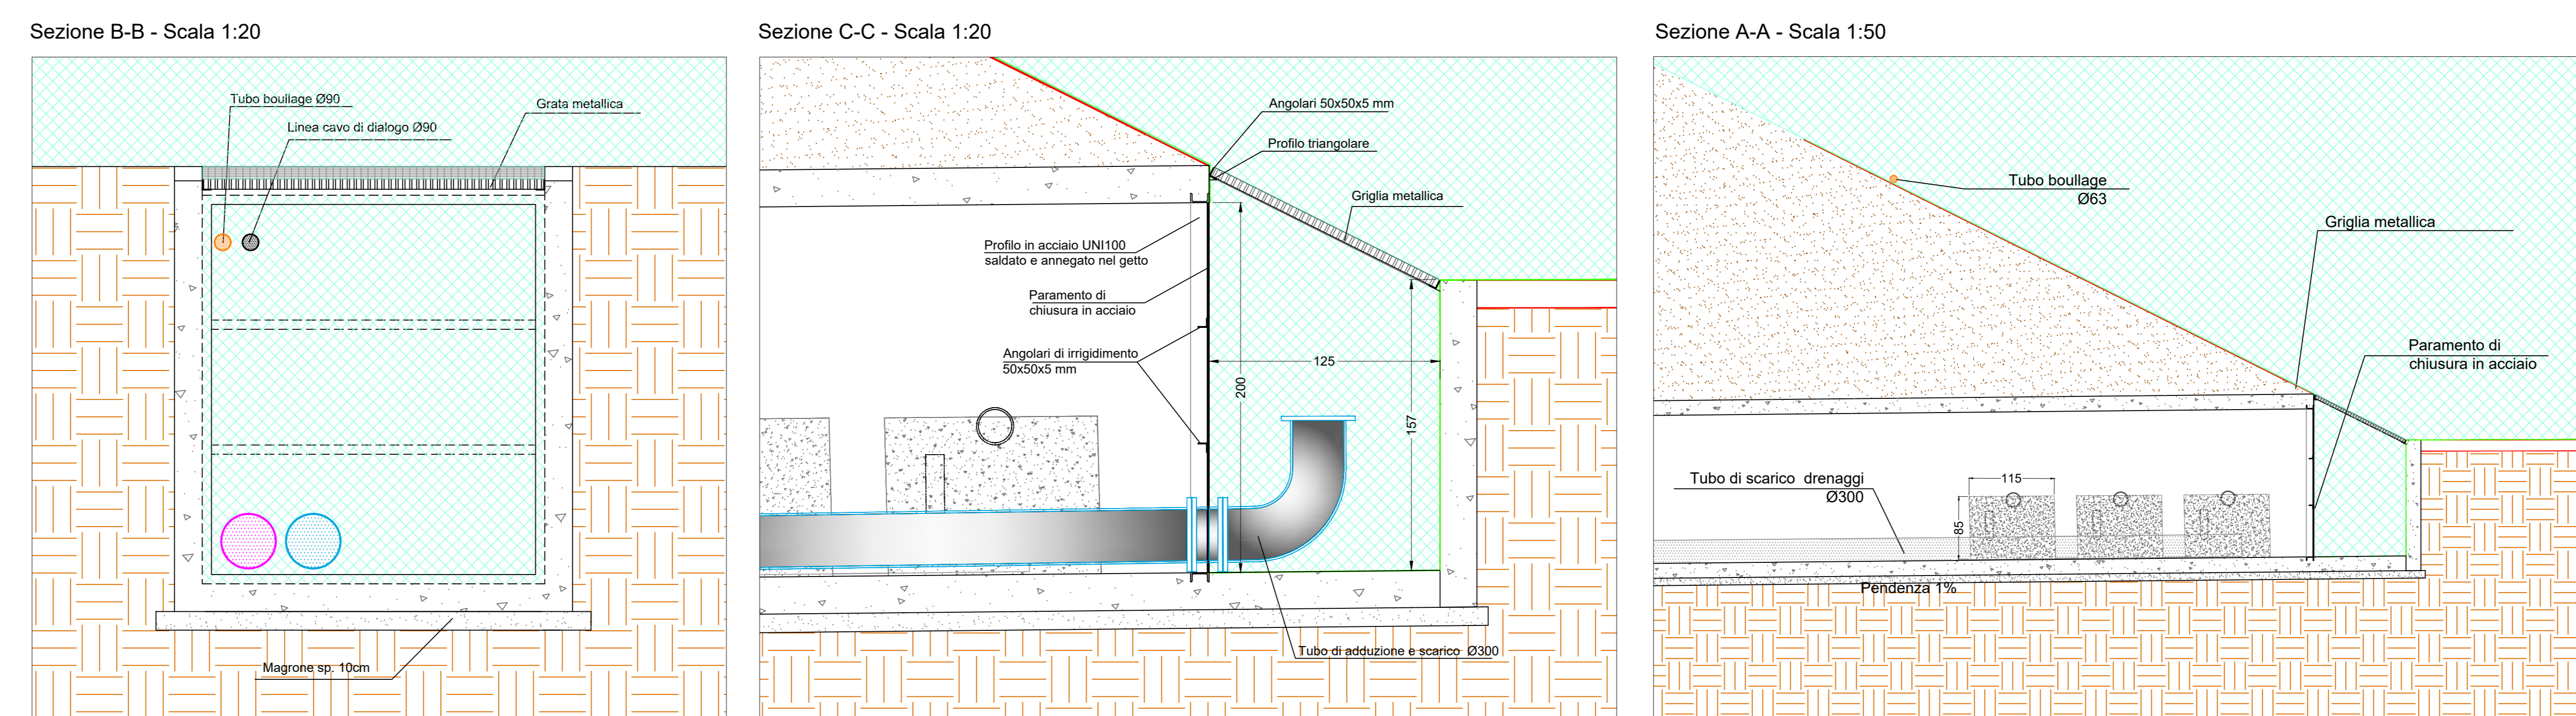 Sezione B-B - Scala 1:20
Tubo boullage Ø90
Linea cavo di dialogo Ø90
Grata metallica
Magrone sp. 10cm
Sezione C-C - Scala 1:20
Angolari 50x50x5 mm
Profilo triangolare
Griglia metallica
Profilo in acciaio UNI100
saldato e annegato nel getto
Paramento di
chiusura in acciaio
Angolari di irrigidimento
50x50x5 mm
125
200
157
Tubo di adduzione e scarico Ø300
Sezione A-A - Scala 1:50
Tubo boullage
Ø63
Griglia metallica
Paramento di
chiusura in acciaio
Tubo di scarico drenaggi
Ø300
115
85
Pendenza 1%